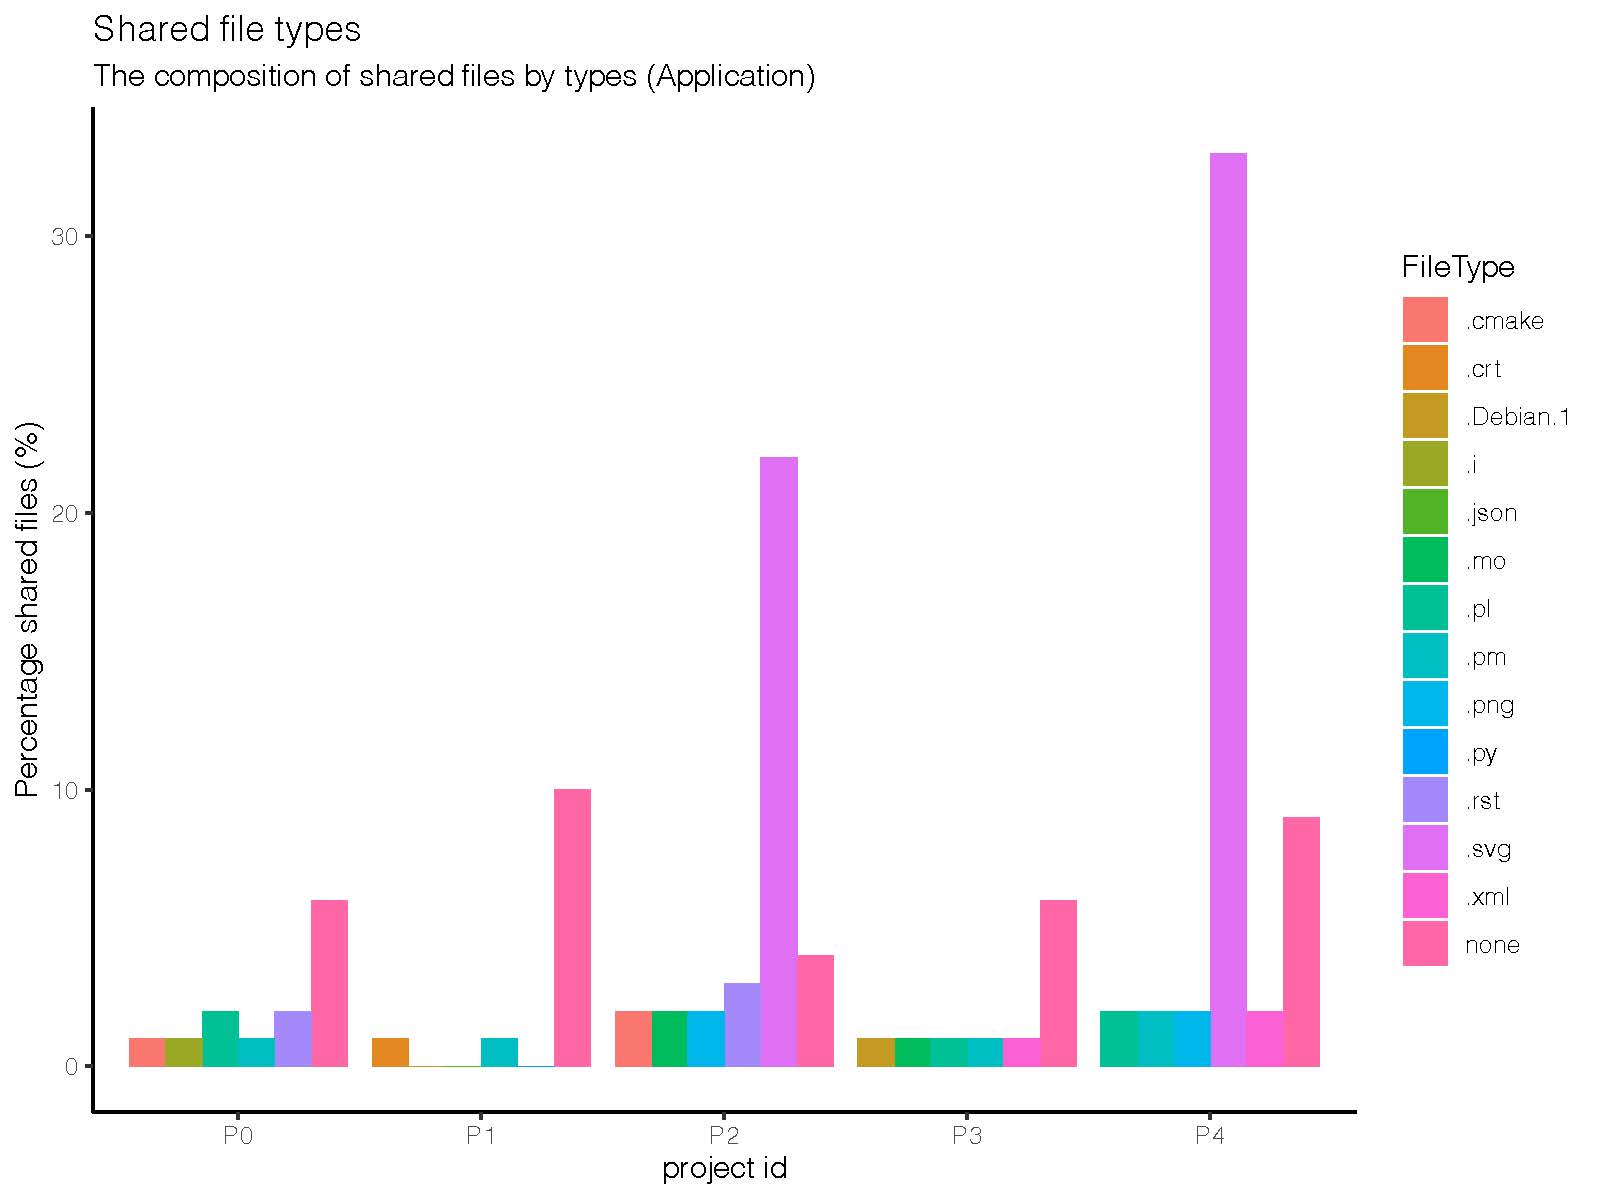 Shared file types
The composition of shared files by types (Application)
Percentage shared files (%)
30
20
10
0
P0 P1 P2 P3 P4
project id
FileType
.cmake
.crt
.Debian.1
.i
.json
.mo
.pl
.pm
.png
.py
.rst
.svg
.xml
none